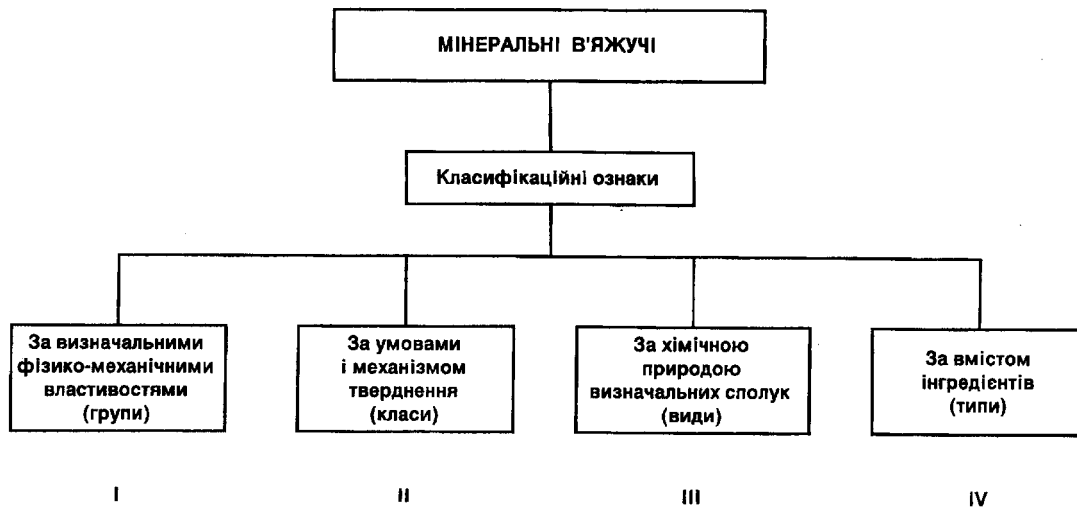 МІНЕРАЛЬНІ В'ЯЖУЧІ
Класифікаційні ознаки
За визначальними
фізико-механічними
властивостями
(групи)
За умовами
і механізмом
тверднення
(класи)
За хімічною
природою
визначальних сполук
(види)
За вмістом
інгредієнтів
(типи)
I
II
III
IV